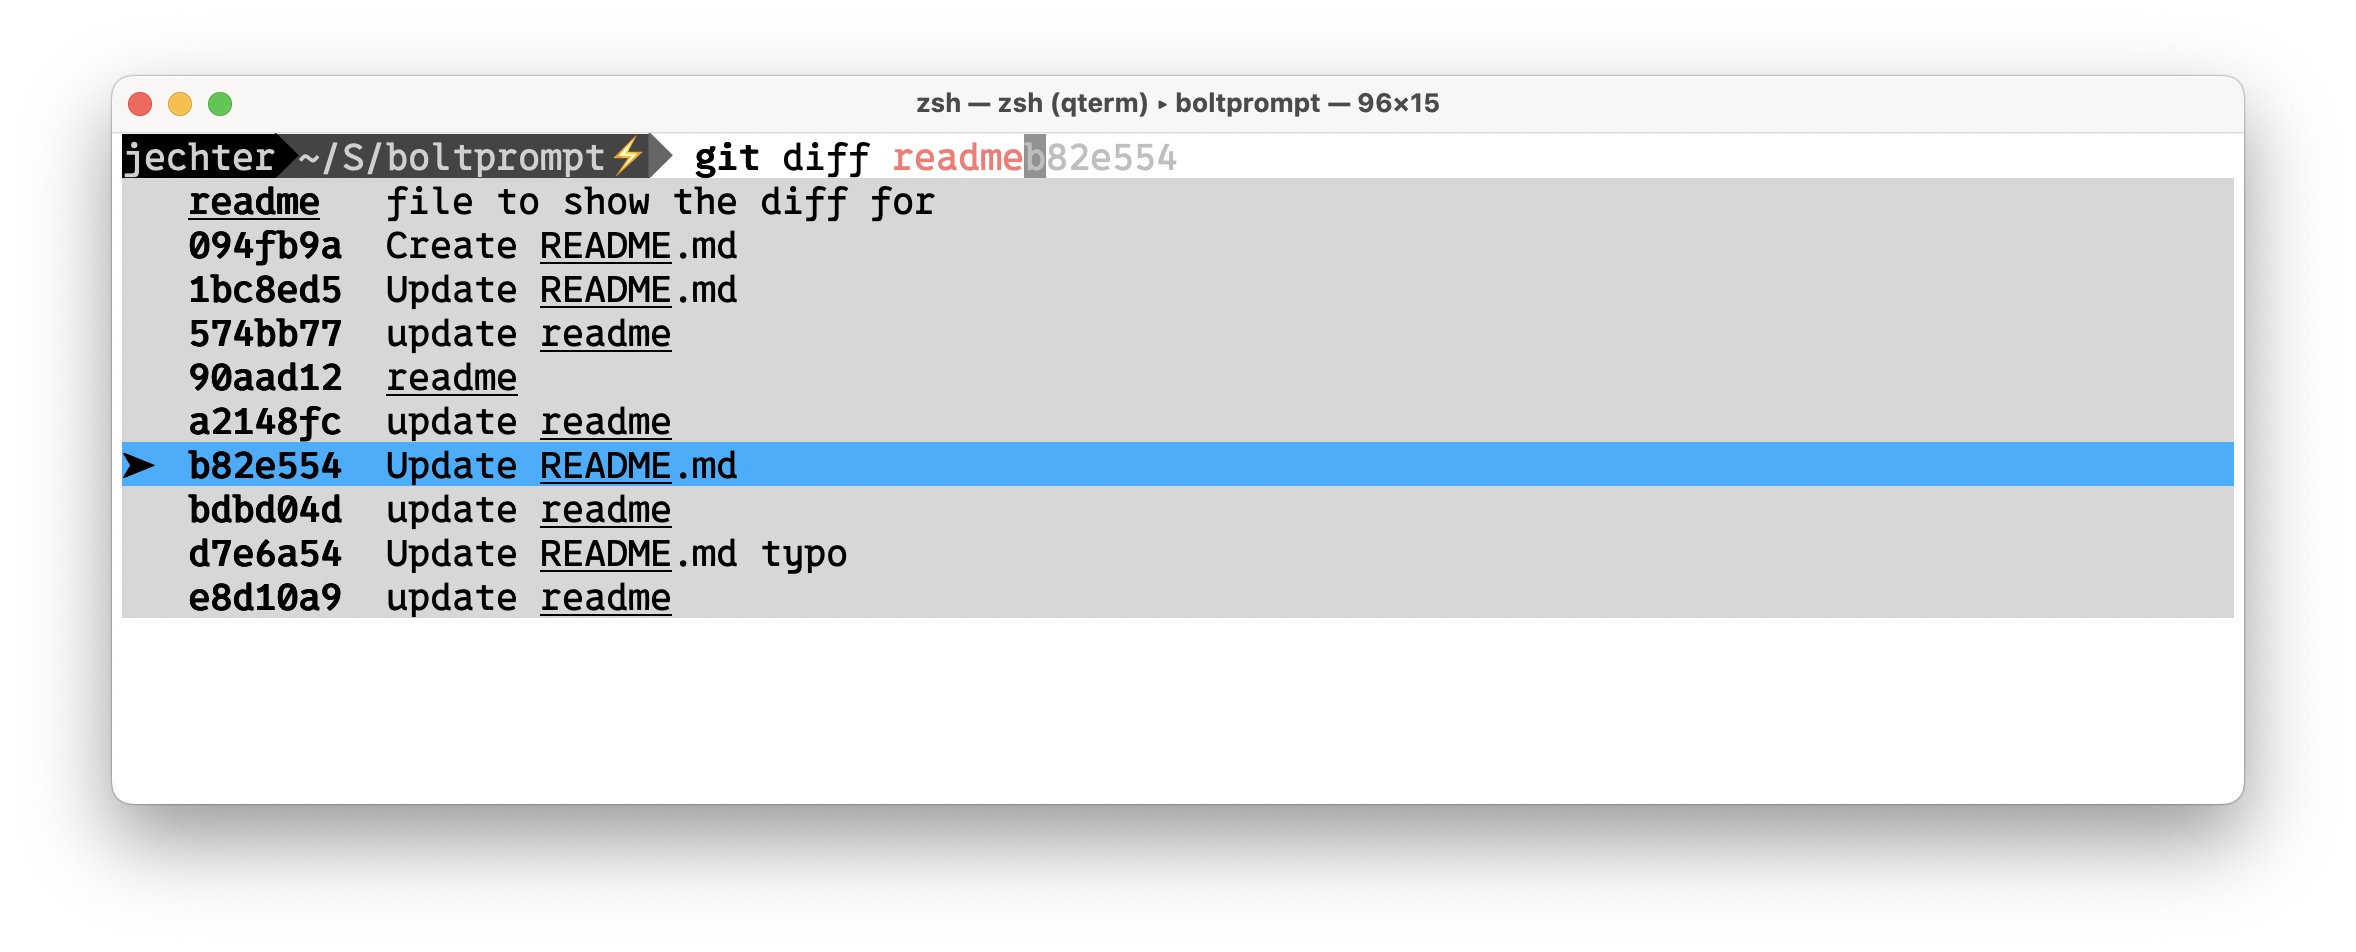 zsh — zsh (qterm) ▸ boltprompt — 96×15
jechter ~/S/boltprompt⚡ git diff readmeb82e554
readme file to show the diff for
094fb9a Create README.md
1bc8ed5 Update README.md
574bb77 update readme
90aad12 readme
a2148fc update readme
➤ b82e554 Update README.md
bdbd04d update readme
d7e6a54 Update README.md typo
e8d10a9 update readme